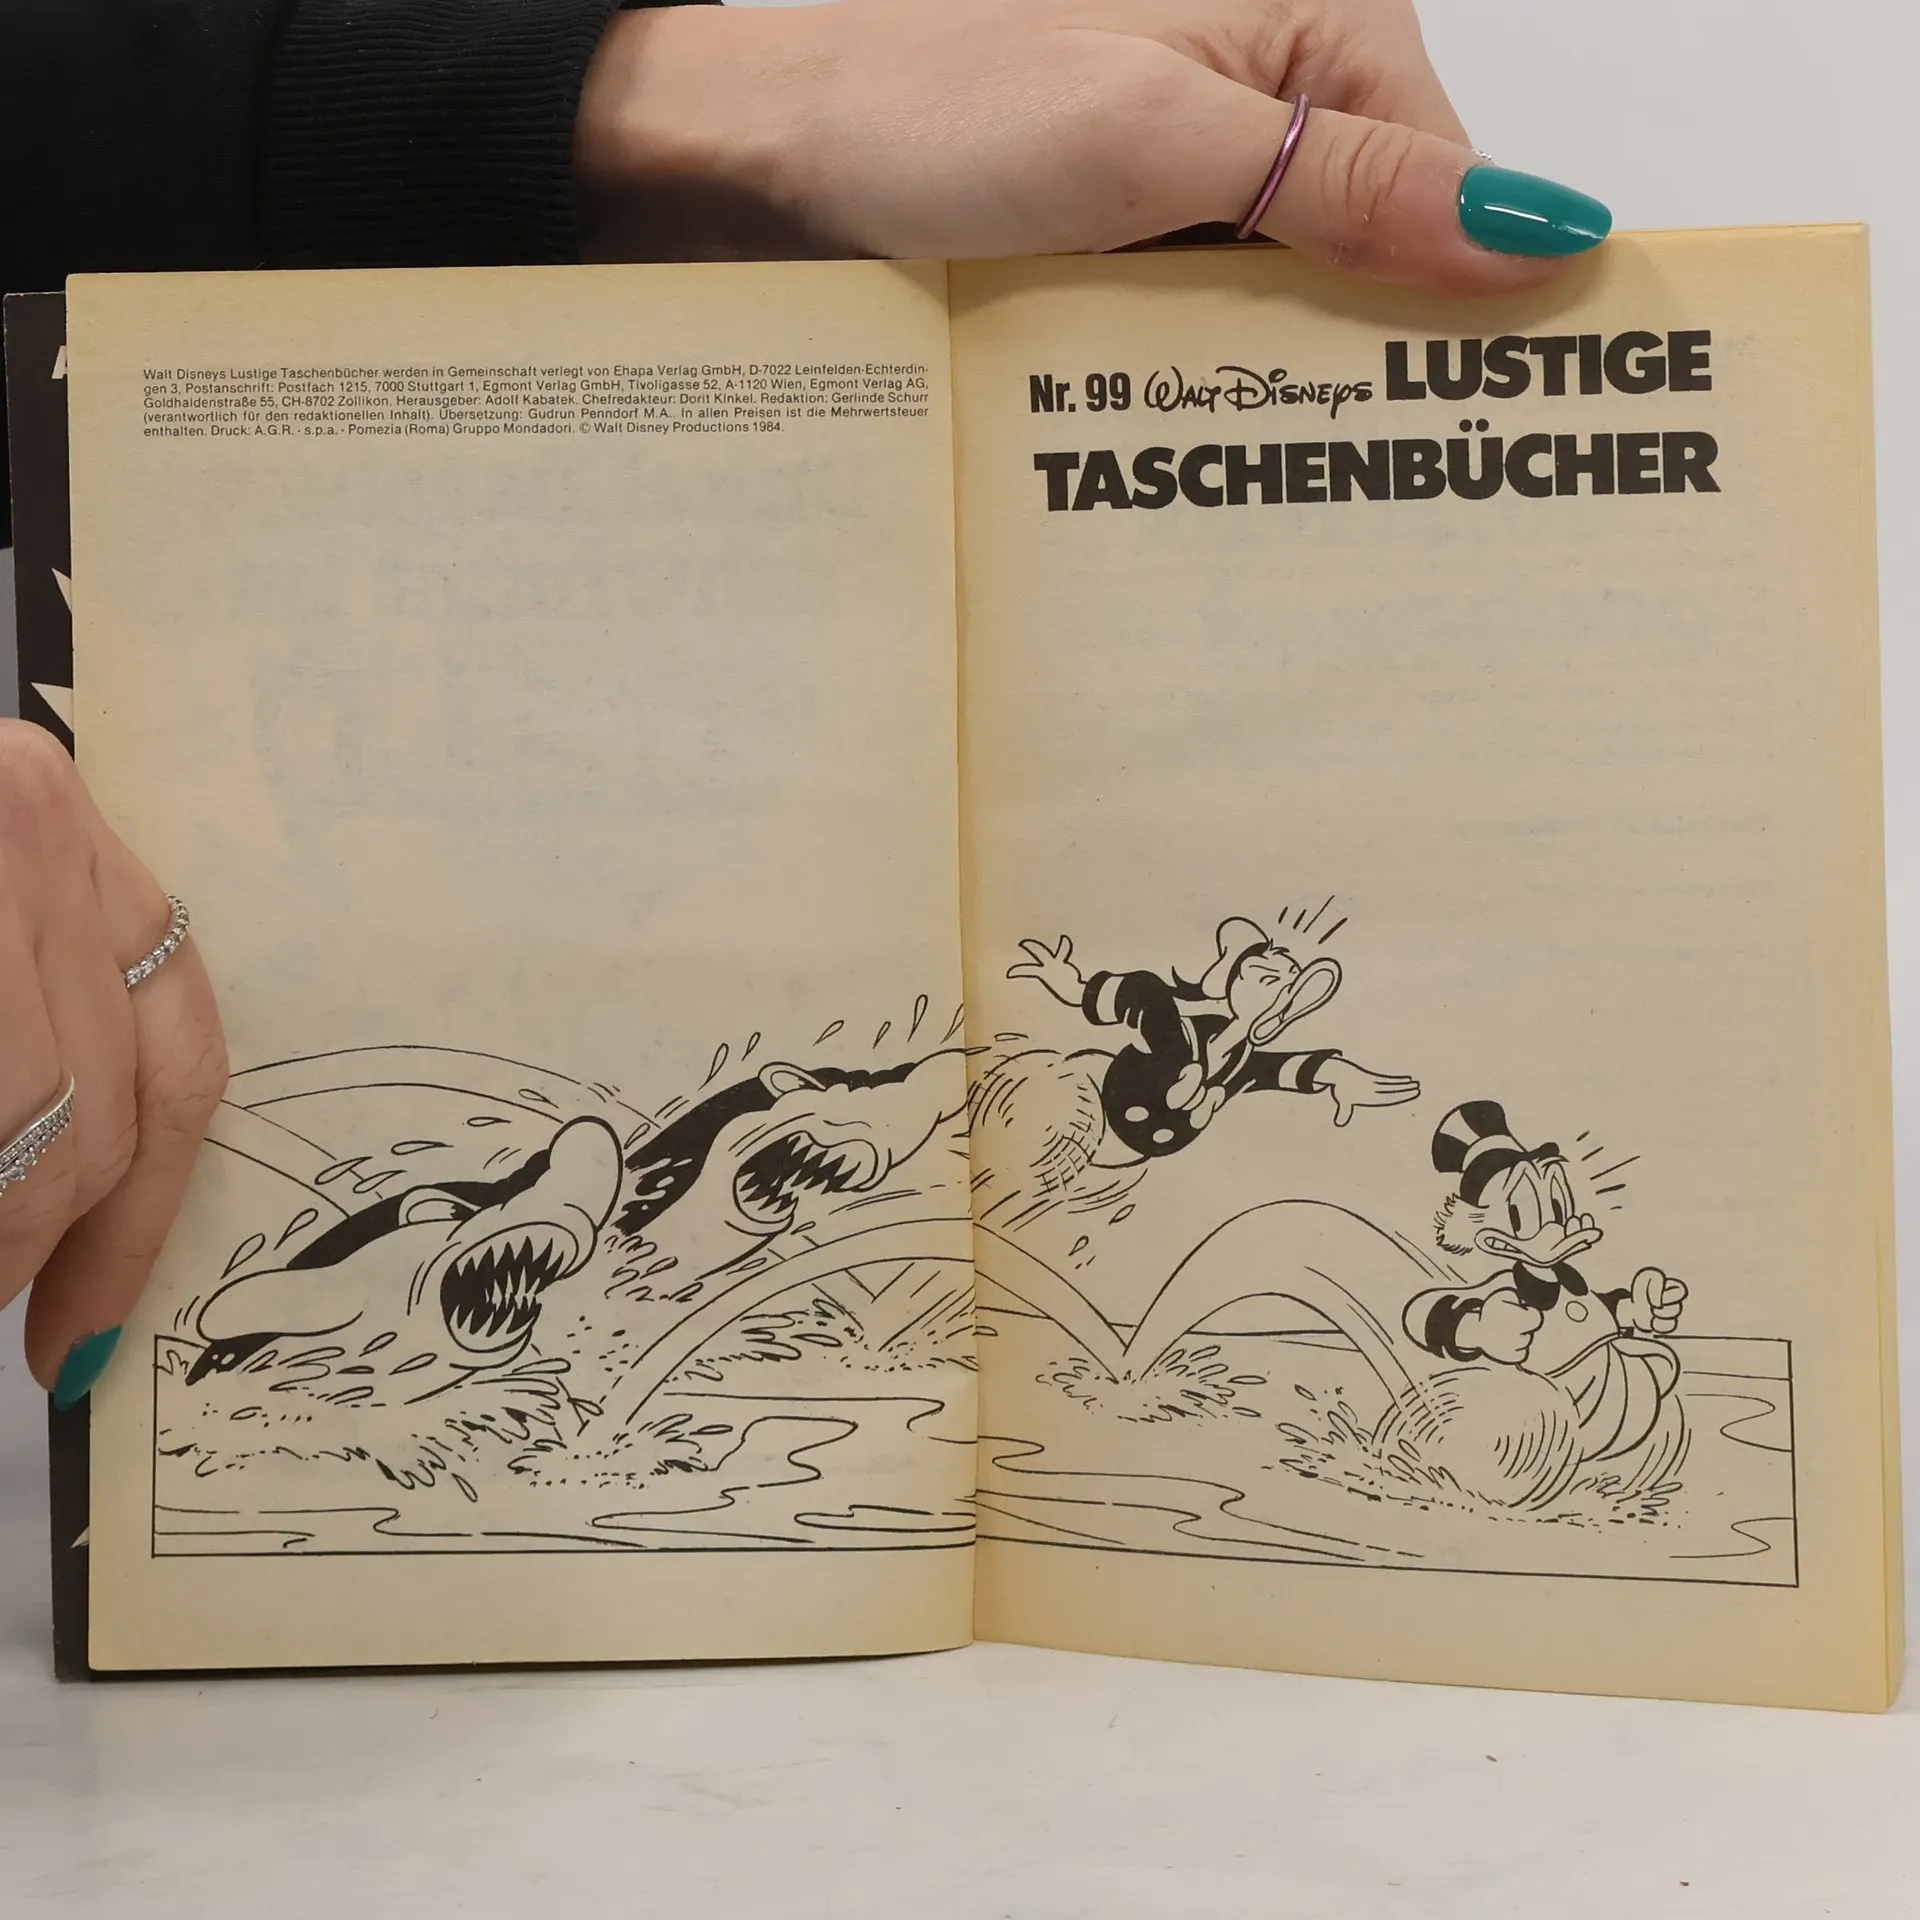 Walt Disneys Lustige Taschenbücher werden in Gemeinschaft verlegt von Ehapa Verlag GmbH, D-7022 Leinfelden-Echterdin-
gen 3, Postanschrift: Postfach 1215, 7000 Stuttgart 1, Egmont Verlag GmbH, Tivoligasse 52, A-1120 Wien, Egmont Verlag AG,
Goldhaldenstraße 55, CH-8702 Zollikon. Herausgeber: Adolf Kabatek. Chefredakteur: Dorit Kinkel. Redaktion: Gerlinde Schurr
(verantwortlich für den redaktionellen Inhalt). Übersetzung: Gudrun Penndorf M.A.. In allen Preisen ist die Mehrwertsteuer
enthalten. Druck: A.G.R. - s.p.a. - Pomezia (Roma) Gruppo Mondadori. © Walt Disney Productions 1984.
Nr. 99 Walt Disneys LUSTIGE
TASCHENBÜCHER